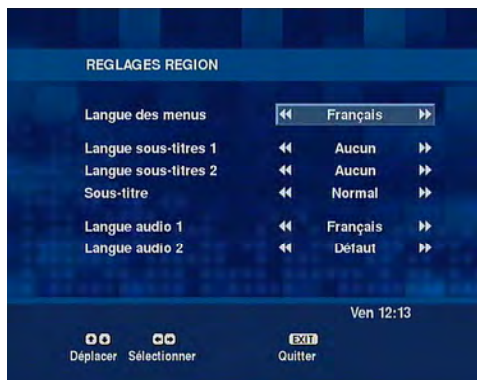 REGLAGES REGION
Langue des menus Français
Langue sous-titres 1 Aucun
Langue sous-titres 2 Aucun
Sous-titre Normal
Langue audio 1 Français
Langue audio 2 Défaut
Ven 12:13
EXIT
Déplacer Sélectionner Quitter